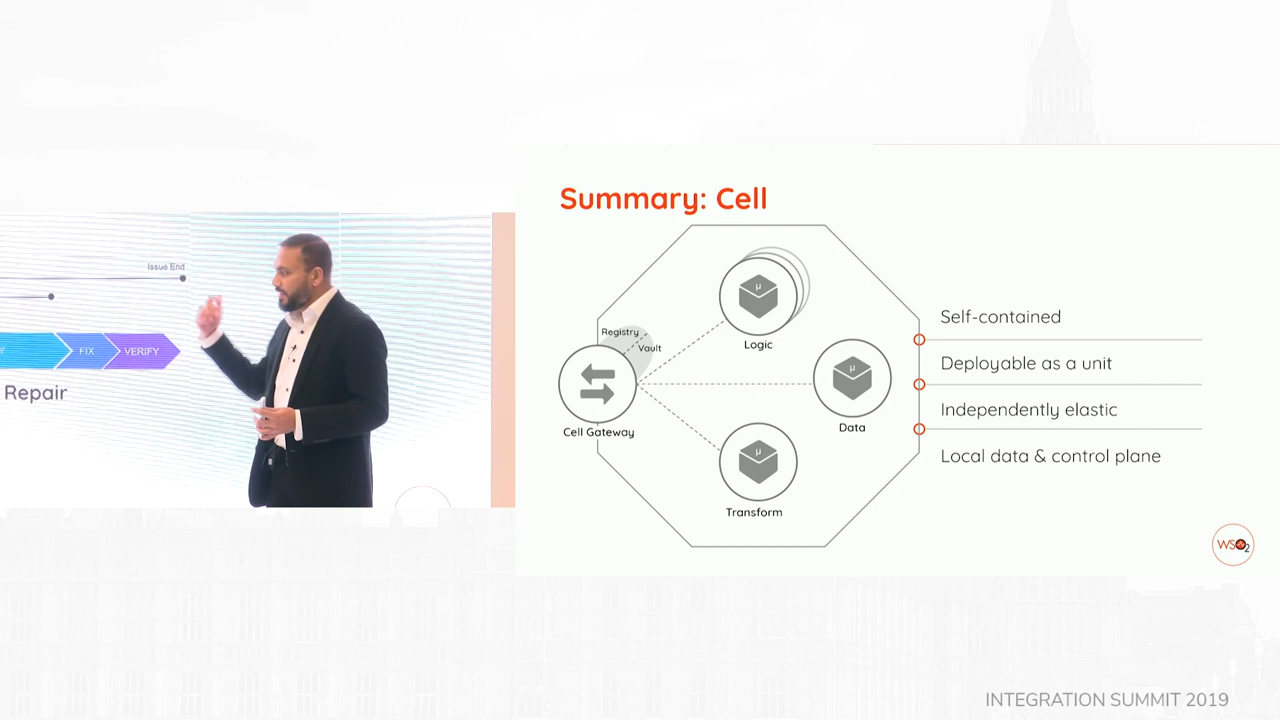 Issue End
Y
FIX
VERIFY
Repair
Summary: Cell
μ
Registry
Vault
Logic
μ
Cell Gateway
Data
μ
Transform
Self-contained
Deployable as a unit
Independently elastic
Local data & control plane
WSO2
INTEGRATION SUMMIT 2019